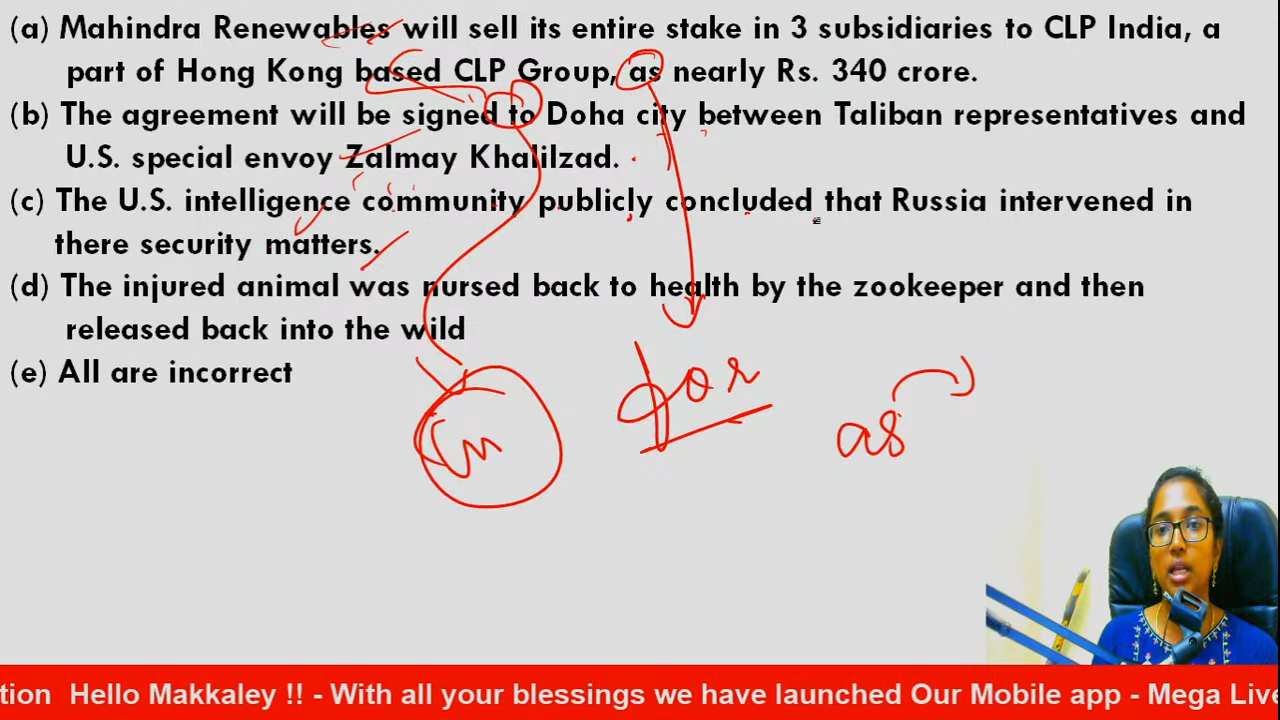 (a) Mahindra Renewables will sell its entire stake in 3 subsidiaries to CLP India, a
part of Hong Kong based CLP Group, as nearly Rs. 340 crore.
(b) The agreement will be signed to Doha city between Taliban representatives and
U.S. special envoy Zalmay Khalilzad.
(c) The U.S. intelligence community publicly concluded that Russia intervened in
there security matters.
(d) The injured animal was nursed back to health by the zookeeper and then
released back into the wild
(e) All are incorrect
for
as
in
tion Hello Makkaley !! - With all your blessings we have launched Our Mobile app - Mega Live